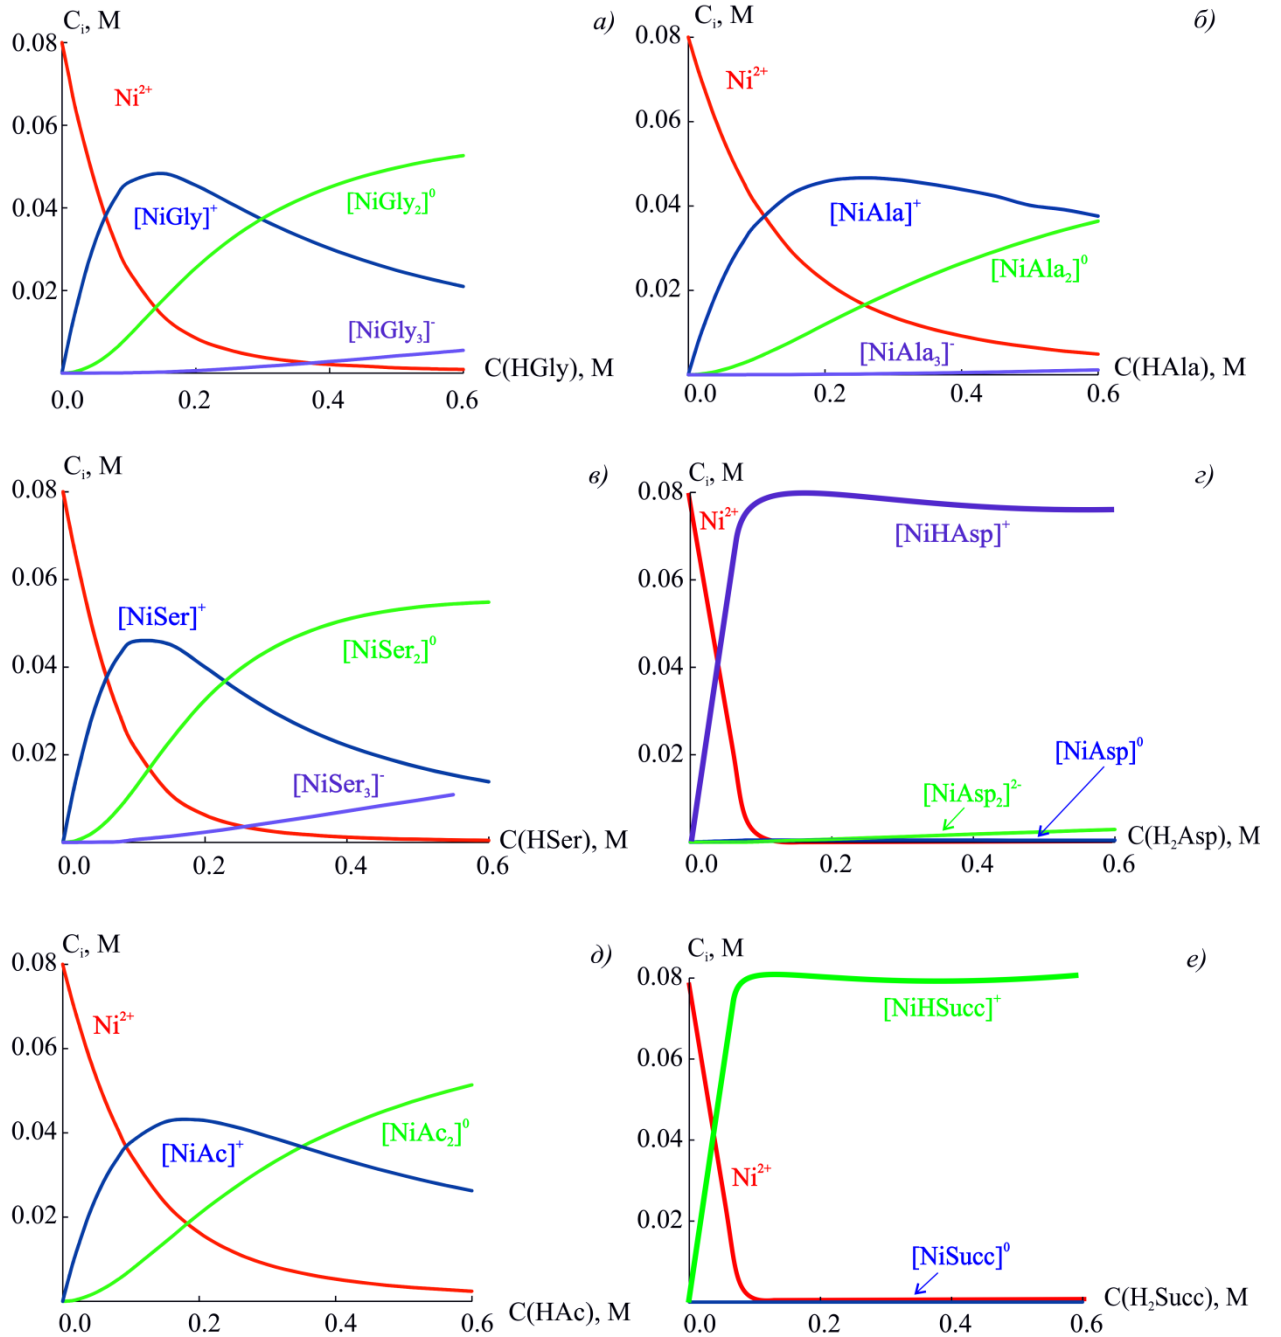 C_i, M
а)
0.08
0.06
0.04
0.02
Ni²⁺
[NiGly]⁺
[NiGly₂]⁰
[NiGly₃]⁻
C(HGly), M
0.0 0.2 0.4 0.6
C_i, M
б)
0.08
0.06
0.04
0.02
Ni²⁺
[NiAla]⁺
[NiAla₂]⁰
[NiAla₃]⁻
C(HAla), M
0.0 0.2 0.4 0.6
C_i, M
в)
0.08
0.06
0.04
0.02
[NiSer]⁺
[NiSer₂]⁰
[NiSer₃]⁻
C(HSer), M
0.0 0.2 0.4 0.6
C_i, M
г)
0.08
0.06
0.04
0.02
Ni²⁺
[NiHAsp]⁺
[NiAsp]⁰
[NiAsp₂]²⁻
C(H₂Asp), M
0.0 0.2 0.4 0.6
C_i, M
д)
0.08
0.06
0.04
0.02
Ni²⁺
[NiAc]⁺
[NiAc₂]⁰
C(HAc), M
0.0 0.2 0.4 0.6
C_i, M
е)
0.08
0.06
0.04
0.02
[NiHSucc]⁺
Ni²⁺
[NiSucc]⁰
C(H₂Succ), M
0.0 0.2 0.4 0.6